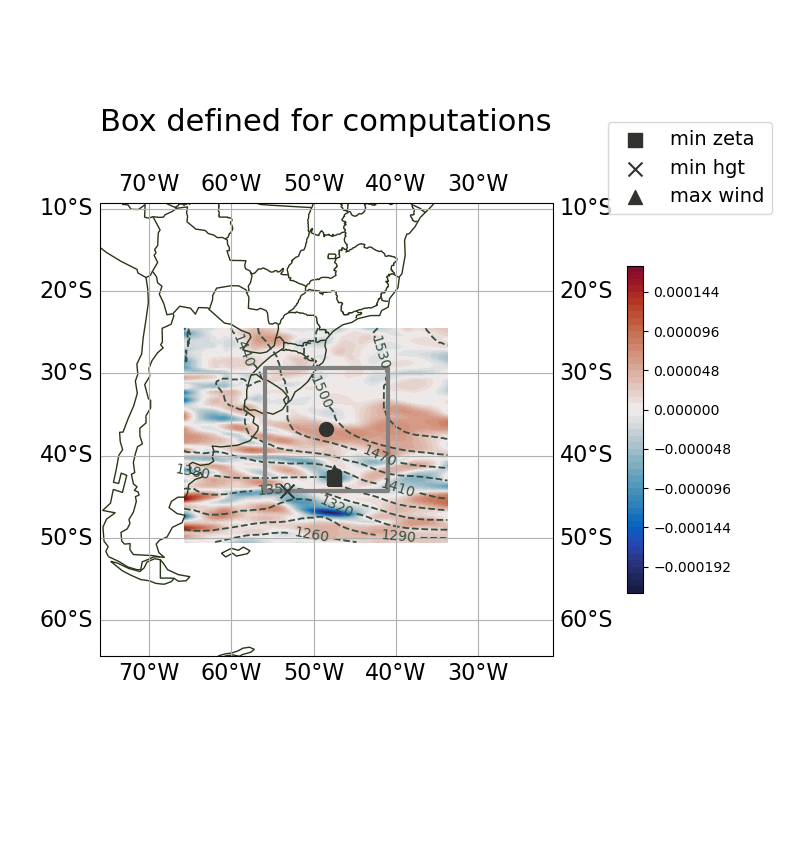 Box defined for computations
min zeta
min hgt
max wind
70°W 60°W 50°W 40°W 30°W
10°S 10°S
20°S 20°S
30°S 30°S
40°S 40°S
50°S 50°S
60°S 60°S
70°W 60°W 50°W 40°W 30°W
1440
1530
1500
1470
1380
1350
1410
1320
1260
1290
0.000144
0.000096
0.000048
0.000000
−0.000048
−0.000096
−0.000144
−0.000192